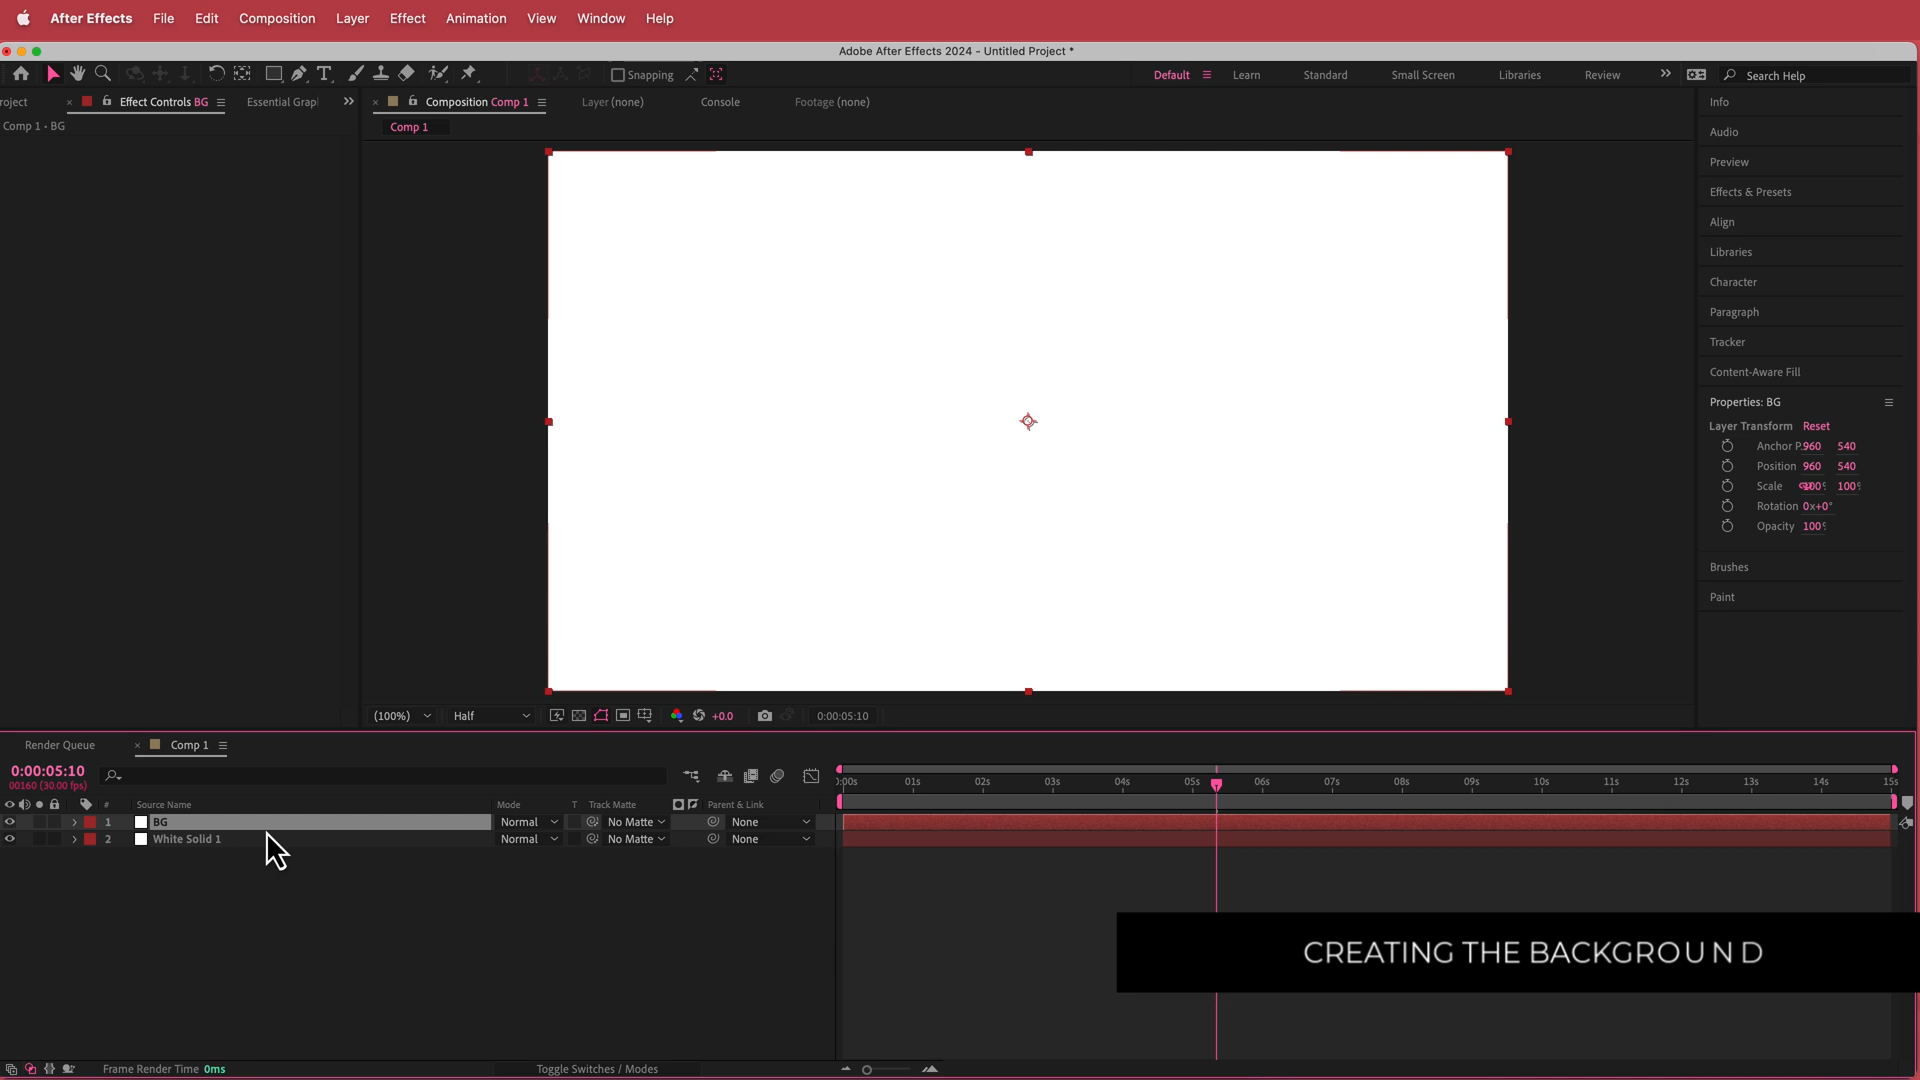 After Effects File Edit Composition Layer Effect Animation View Window Help
Adobe After Effects 2024 - Untitled Project *
Snapping
Default Learn Standard Small Screen Libraries Review Search Help
roject Effect Controls BG Essential Grap
Composition Comp 1 Layer (none) Console Footage (none)
Comp 1 • BG
Comp 1
Info
Audio
Preview
Effects & Presets
Align
Libraries
Character
Paragraph
Tracker
Content-Aware Fill
Properties: BG
Layer Transform Reset
Anchor P. 960 540
Position 960 540
Scale 100% 100%
Rotation 0x+0°
Opacity 100%
Brushes
Paint
(100%) Half +0.0 0:00:05:10
Render Queue Comp 1
0:00:05:10
00160 (30.00 fps)
:00s 01s 02s 03s 04s 05s 06s 07s 08s 09s 10s 11s 12s 13s 14s 15s
# Source Name Mode T Track Matte Parent & Link
1 BG Normal No Matte None
2 White Solid 1 Normal No Matte None
CREATING THE BACKGROUND
Frame Render Time 0ms Toggle Switches / Modes